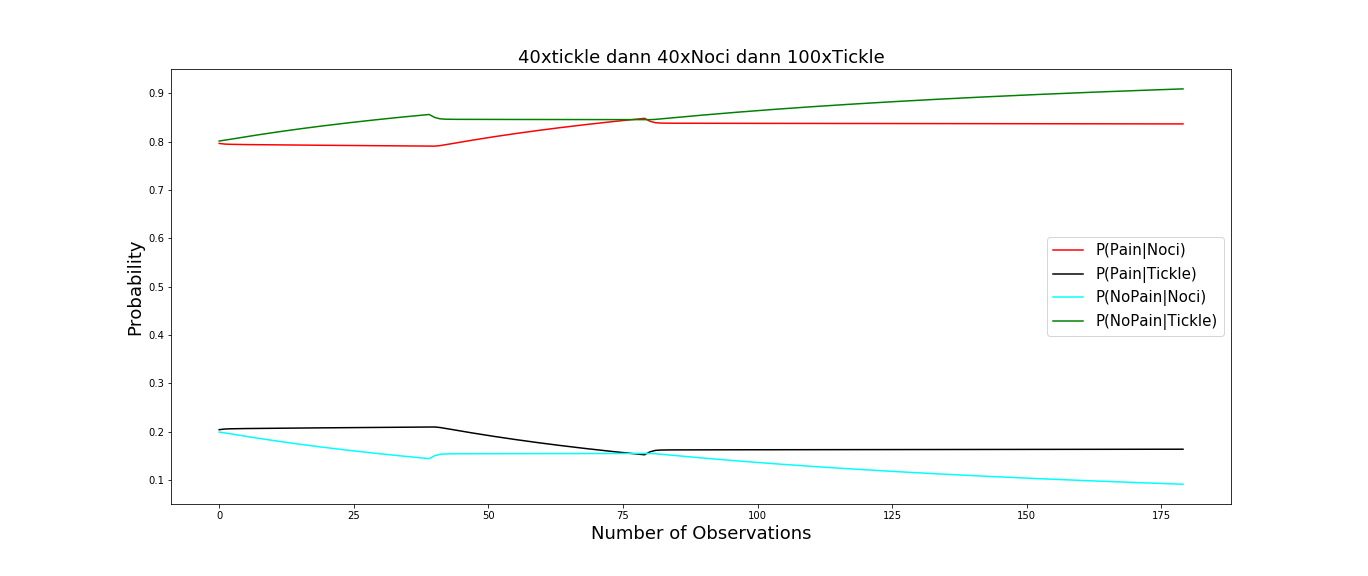 40xtickle dann 40xNoci dann 100xTickle
0.9
0.8
0.7
0.6
0.5
0.4
0.3
0.2
0.1
Probability
P(Pain|Noci)
P(Pain|Tickle)
P(NoPain|Noci)
P(NoPain|Tickle)
0 25 50 75 100 125 150 175
Number of Observations